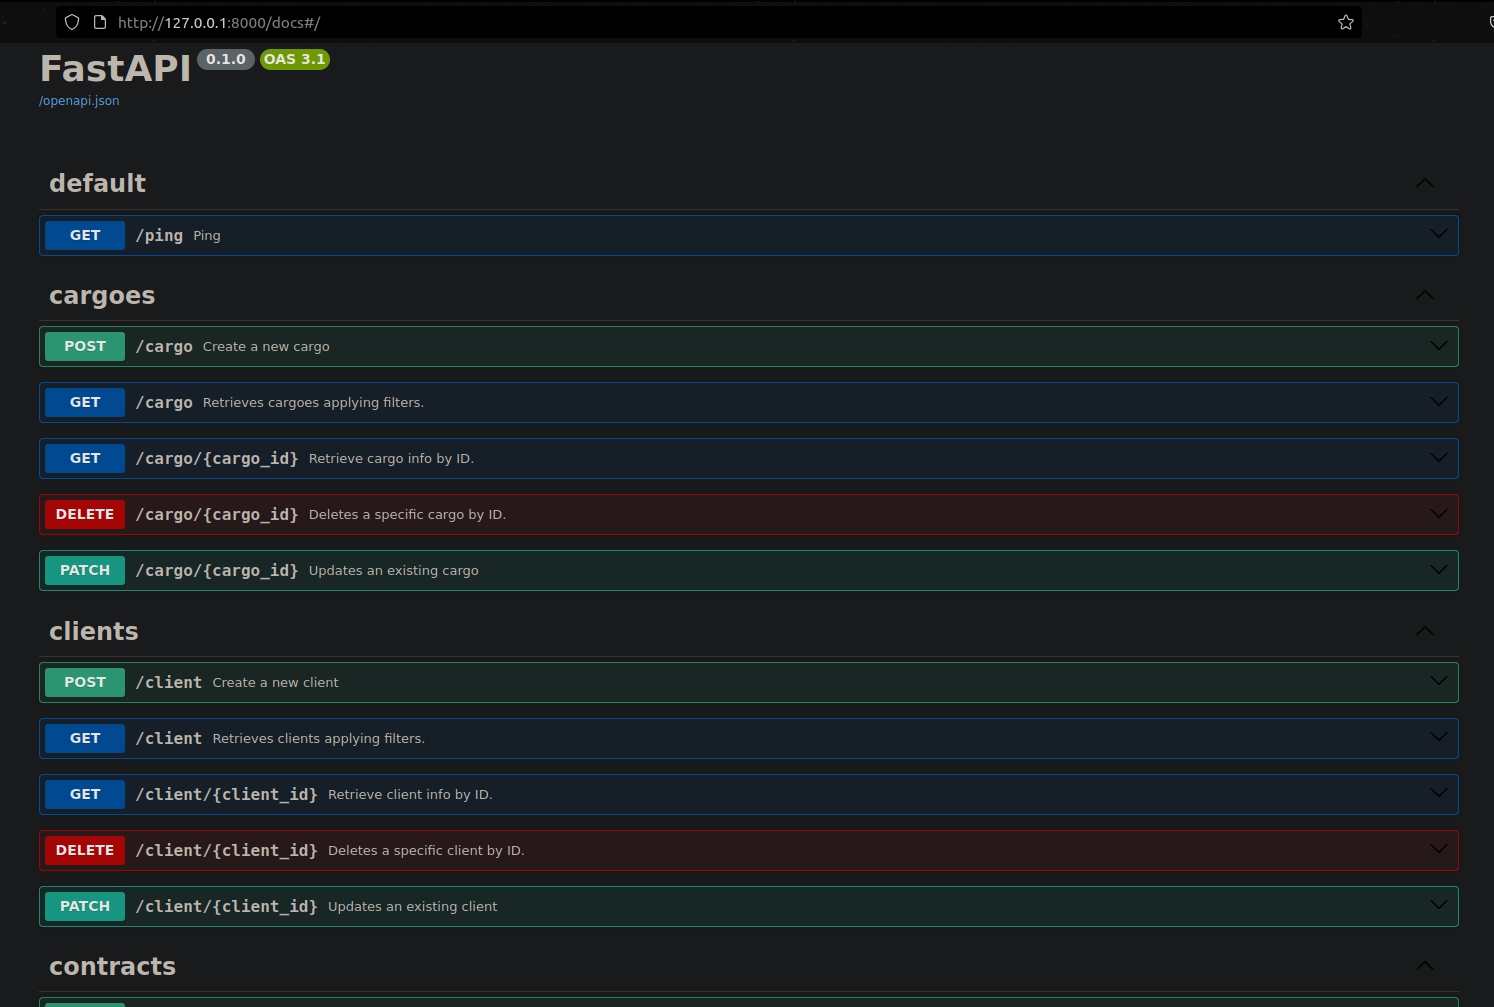 http://127.0.0.1:8000/docs#/
FastAPI 0.1.0 OAS 3.1
/openapi.json
default
GET /ping Ping
cargoes
POST /cargo Create a new cargo
GET /cargo Retrieves cargoes applying filters.
GET /cargo/{cargo_id} Retrieve cargo info by ID.
DELETE /cargo/{cargo_id} Deletes a specific cargo by ID.
PATCH /cargo/{cargo_id} Updates an existing cargo
clients
POST /client Create a new client
GET /client Retrieves clients applying filters.
GET /client/{client_id} Retrieve client info by ID.
DELETE /client/{client_id} Deletes a specific client by ID.
PATCH /client/{client_id} Updates an existing client
contracts